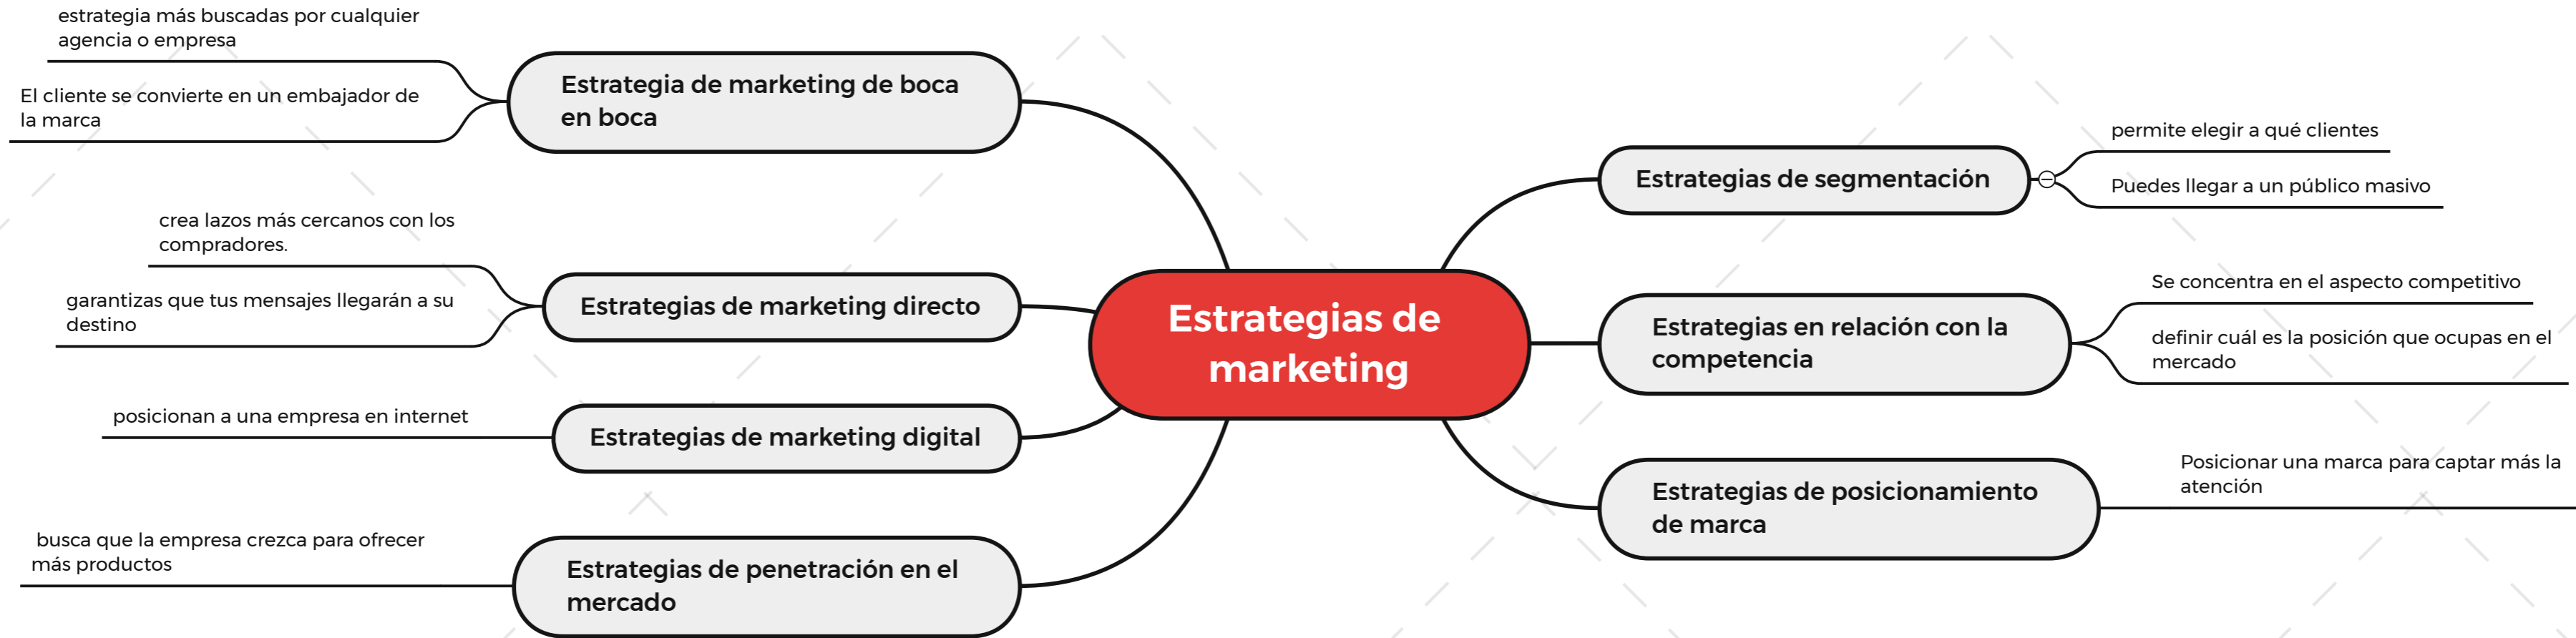 estrategia más buscadas por cualquier
agencia o empresa
El cliente se convierte en un embajador de
la marca
Estrategia de marketing de boca
en boca
crea lazos más cercanos con los
compradores.
garantizas que tus mensajes llegarán a su
destino
Estrategias de marketing directo
posicionan a una empresa en internet
Estrategias de marketing digital
busca que la empresa crezca para ofrecer
más productos
Estrategias de penetración en el
mercado
Estrategias de
marketing
Estrategias de segmentación
permite elegir a qué clientes
Puedes llegar a un público masivo
Estrategias en relación con la
competencia
Se concentra en el aspecto competitivo
definir cuál es la posición que ocupas en el
mercado
Estrategias de posicionamiento
de marca
Posicionar una marca para captar más la
atención